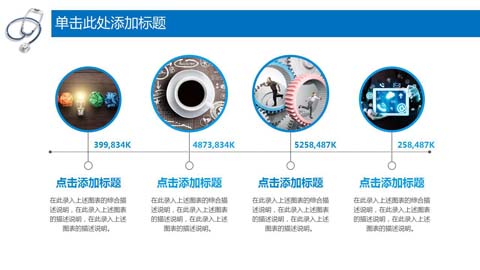 单击此处添加标题
399,834K
4873,834K
5258,487K
258,487K
点击添加标题
在此录入上述图表的综合描
述说明，在此录入上述图表
的描述说明，在此录入上述
图表的描述说明。
点击添加标题
在此录入上述图表的综合描
述说明，在此录入上述图表
的描述说明，在此录入上述
图表的描述说明。
点击添加标题
在此录入上述图表的综合描
述说明，在此录入上述图表
的描述说明，在此录入上述
图表的描述说明。
点击添加标题
在此录入上述图表的综合描
述说明，在此录入上述图表
的描述说明，在此录入上述
图表的描述说明。